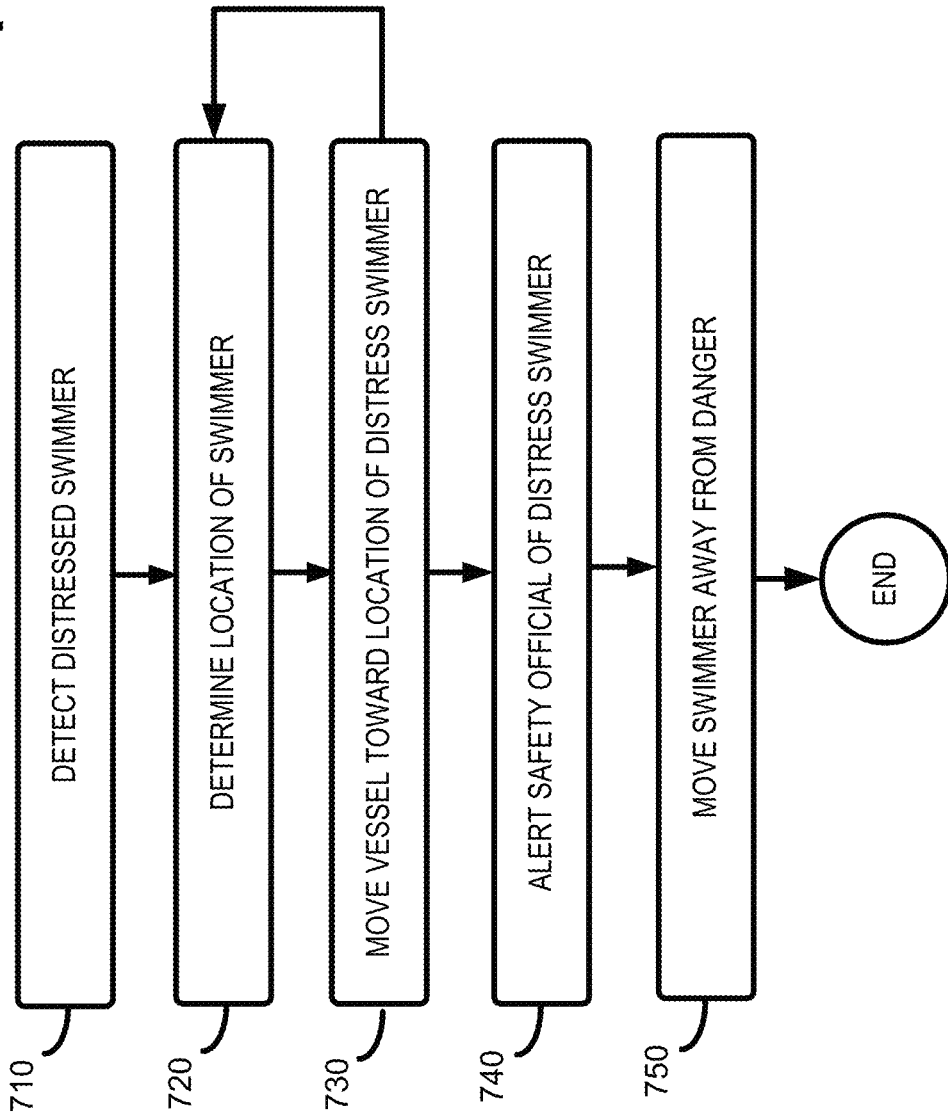 710
DETECT DISTRESSED SWIMMER
720
DETERMINE LOCATION OF SWIMMER
730
MOVE VESSEL TOWARD LOCATION OF DISTRESS SWIMMER
740
ALERT SAFETY OFFICIAL OF DISTRESS SWIMMER
750
MOVE SWIMMER AWAY FROM DANGER
END